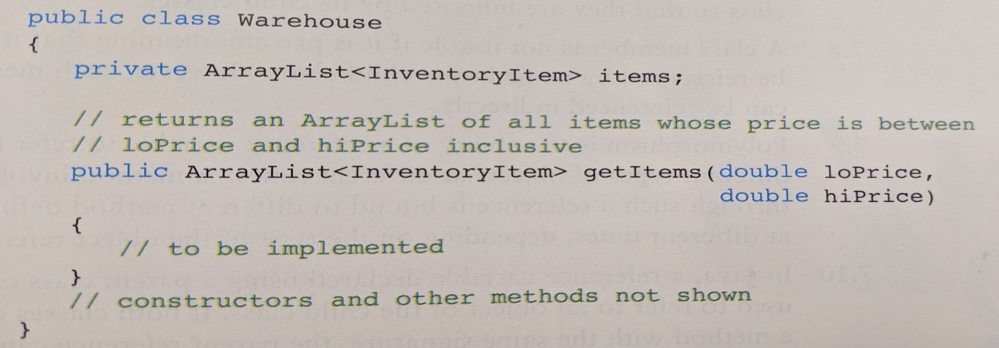 public class Warehouse
{
private ArrayList<InventoryItem> items;
// returns an ArrayList of all items whose price is between
// loPrice and hiPrice inclusive
public ArrayList<InventoryItem> getItems(double loPrice,
double hiPrice)
{
// to be implemented
}
// constructors and other methods not shown
}